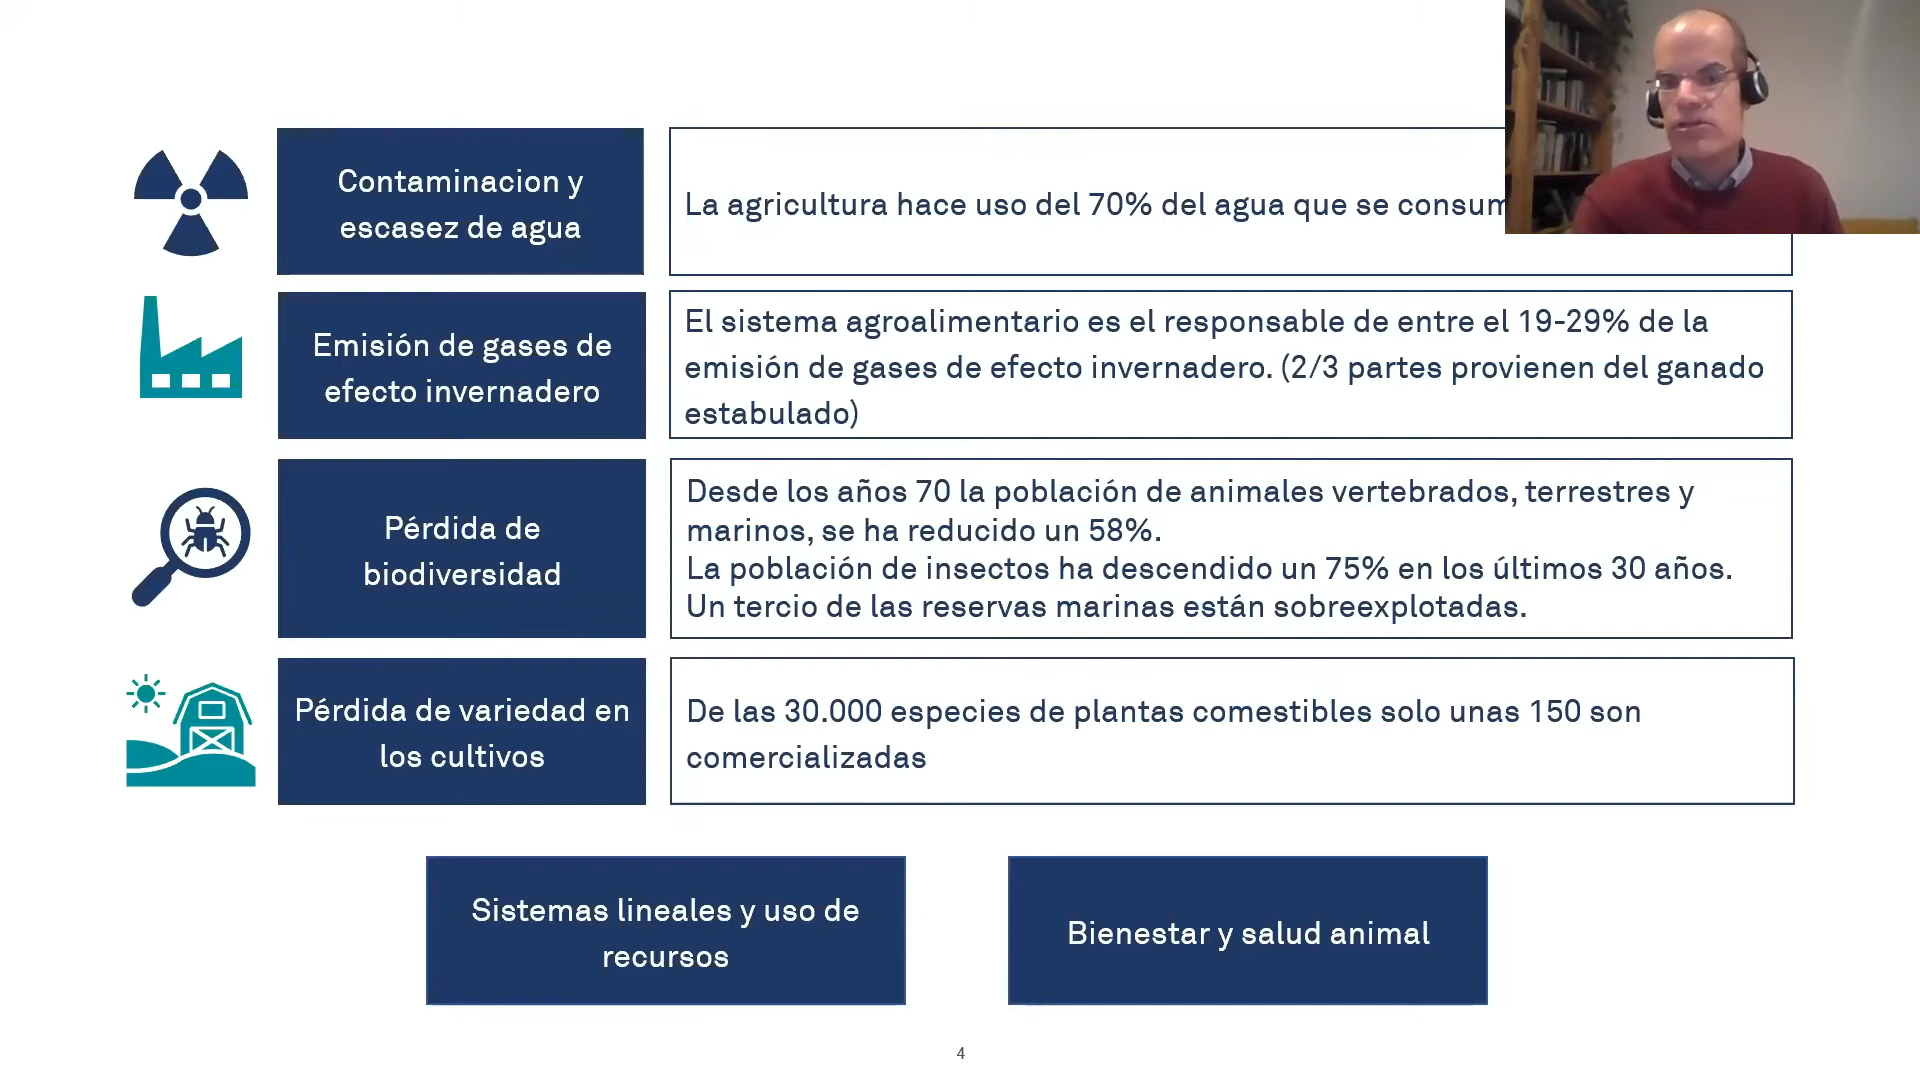 Contaminacion y
escasez de agua
La agricultura hace uso del 70% del agua que se
Emisión de gases de
efecto invernadero
El sistema agroalimentario es el responsable de entre el 19-29% de la
emisión de gases de efecto invernadero. (2/3 partes provienen del ganado
estabulado)
Pérdida de
biodiversidad
Desde los años 70 la población de animales vertebrados, terrestres y
marinos, se ha reducido un 58%.
La población de insectos ha descendido un 75% en los últimos 30 años.
Un tercio de las reservas marinas están sobreexplotadas.
Pérdida de variedad en
los cultivos
De las 30.000 especies de plantas comestibles solo unas 150 son
comercializadas
Sistemas lineales y uso de
recursos
Bienestar y salud animal
4